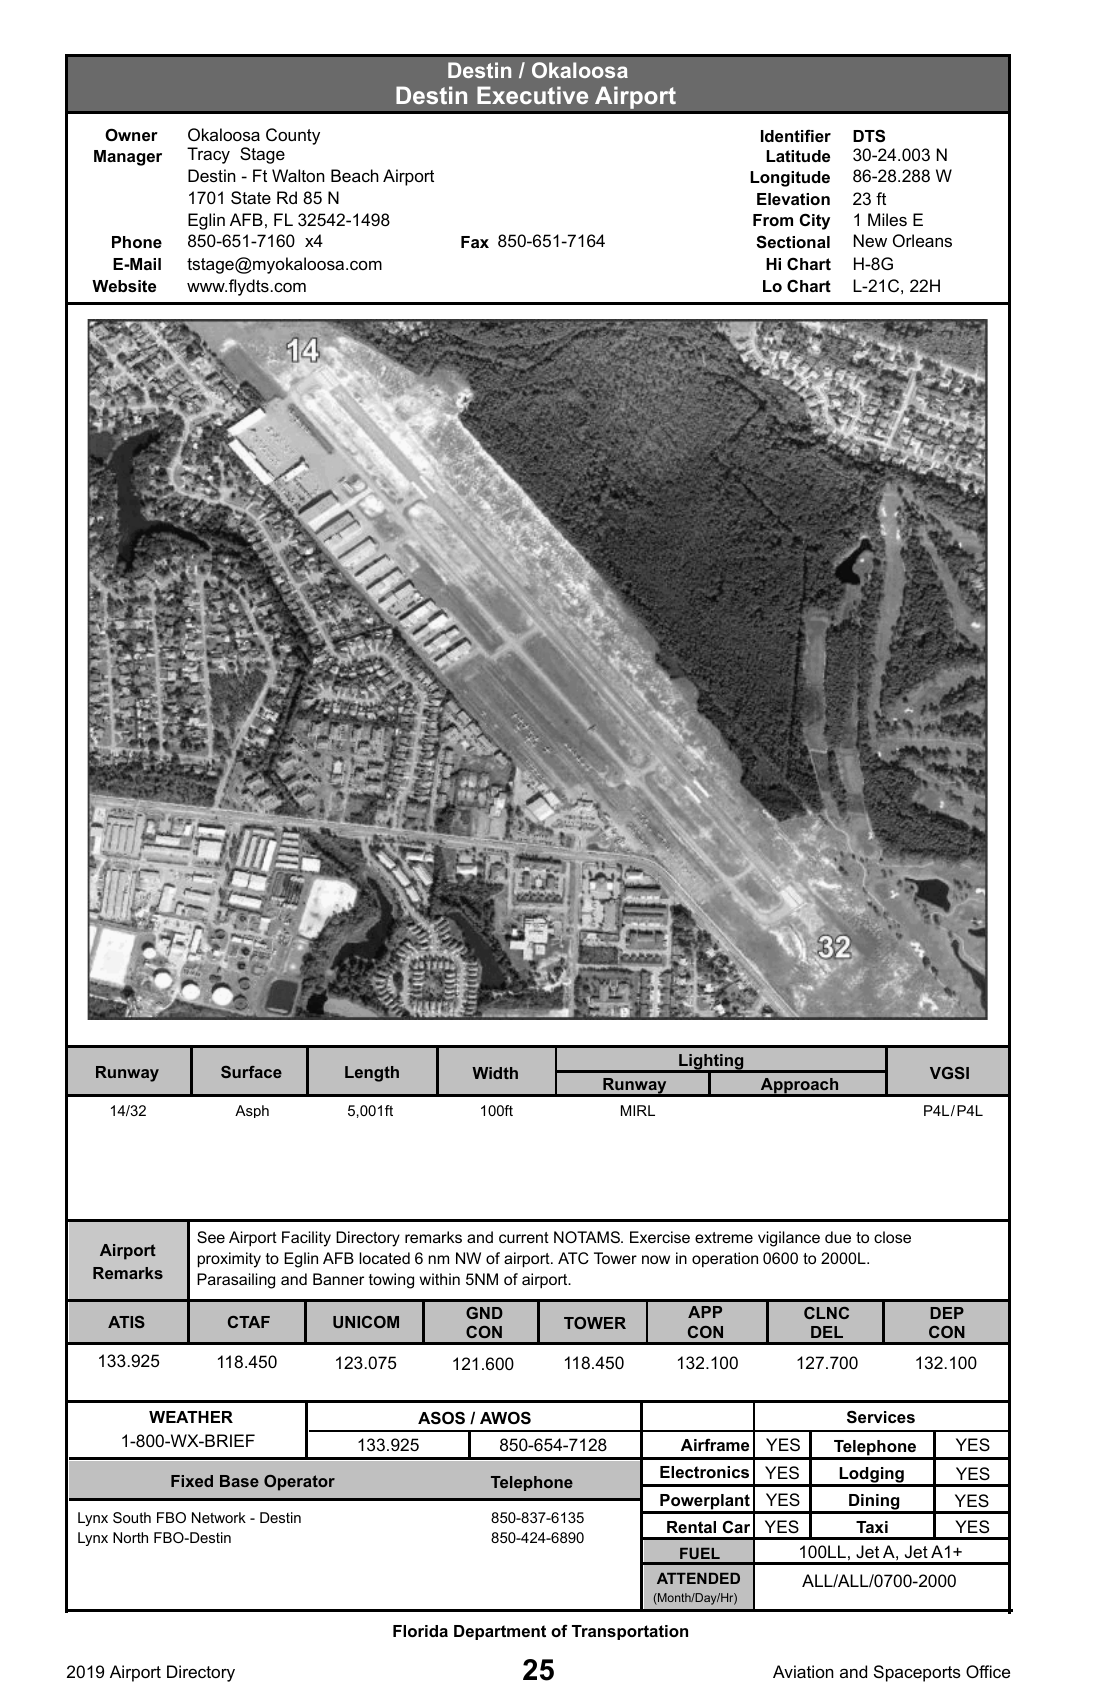 Destin / Okaloosa
Destin Executive Airport
Owner Okaloosa County
Manager Tracy Stage
Destin - Ft Walton Beach Airport
1701 State Rd 85 N
Eglin AFB, FL 32542-1498
Phone 850-651-7160 x4 Fax 850-651-7164
E-Mail tstage@myokaloosa.com
Website www.flydts.com
Identifier DTS
Latitude 30-24.003 N
Longitude 86-28.288 W
Elevation 23 ft
From City 1 Miles E
Sectional New Orleans
Hi Chart H-8G
Lo Chart L-21C, 22H
14
32
Runway Surface Length Width Lighting VGSI
Runway Approach
14/32 Asph 5,001ft 100ft MIRL P4L/P4L
Airport Remarks
See Airport Facility Directory remarks and current NOTAMS. Exercise extreme vigilance due to close
proximity to Eglin AFB located 6 nm NW of airport. ATC Tower now in operation 0600 to 2000L.
Parasailing and Banner towing within 5NM of airport.
ATIS CTAF UNICOM GND CON TOWER APP CON CLNC DEL DEP CON
133.925 118.450 123.075 121.600 118.450 132.100 127.700 132.100
WEATHER
1-800-WX-BRIEF
ASOS / AWOS
133.925 850-654-7128
Fixed Base Operator Telephone
Lynx South FBO Network - Destin 850-837-6135
Lynx North FBO-Destin 850-424-6890
Services
Airframe YES Telephone YES
Electronics YES Lodging YES
Powerplant YES Dining YES
Rental Car YES Taxi YES
FUEL 100LL, Jet A, Jet A1+
ATTENDED ALL/ALL/0700-2000
(Month/Day/Hr)
Florida Department of Transportation
2019 Airport Directory 25 Aviation and Spaceports Office